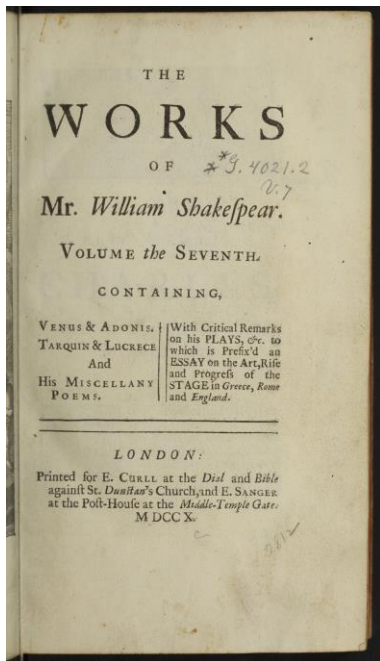 THE
WORKS
OF
**G. 4021.2
V.7
Mr. William Shakeſpear.
VOLUME the SEVENTH.
CONTAINING,
VENUS & ADONIS.
TARQUIN & LUCRECE
And
His MISCELLANY
POEMS.
With Critical Remarks
on his PLAYS, &c. to
which is Prefix'd an
ESSAY on the Art, Riſe
and Progreſs of the
STAGE in Greece, Rome
and England.
LONDON:
Printed for E. CURLL at the Dial and Bible
againſt St. Dunſtan's Church, and E. SANGER
at the Poſt-Houſe at the Middle-Temple Gate.
M DCC X.